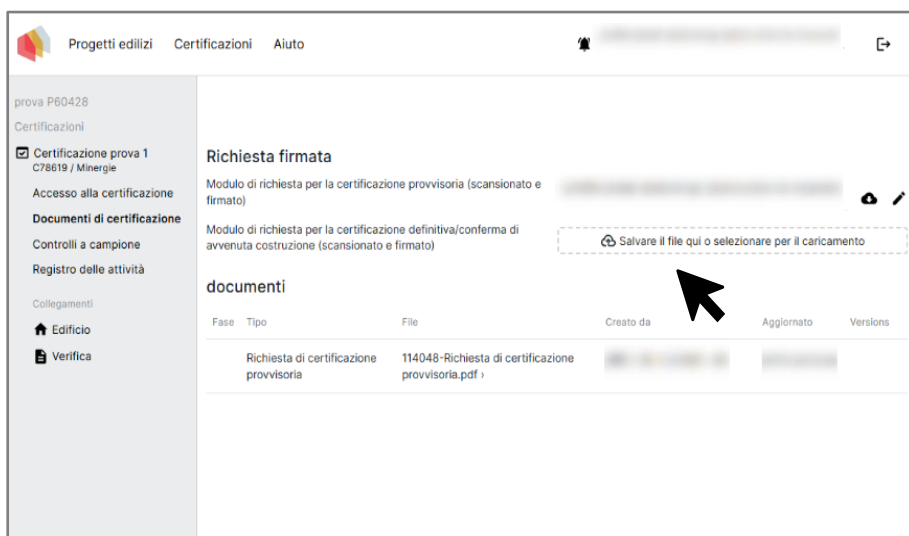 Progetti edilizi Certificazioni Aiuto
prova P60428
Certificazioni
Certificazione prova 1
C78619 / Minergie
Accesso alla certificazione
Documenti di certificazione
Controlli a campione
Registro delle attività
Collegamenti
Edificio
Verifica
Richiesta firmata
Modulo di richiesta per la certificazione provvisoria (scansionato e
firmato)
Modulo di richiesta per la certificazione definitiva/conferma di
avvenuta costruzione (scansionato e firmato)
Salvare il file qui o selezionare per il caricamento
documenti
Fase Tipo File Creato da Aggiornato Versions
Richiesta di certificazione
provvisoria
114048-Richiesta di certificazione
provvisoria.pdf ›